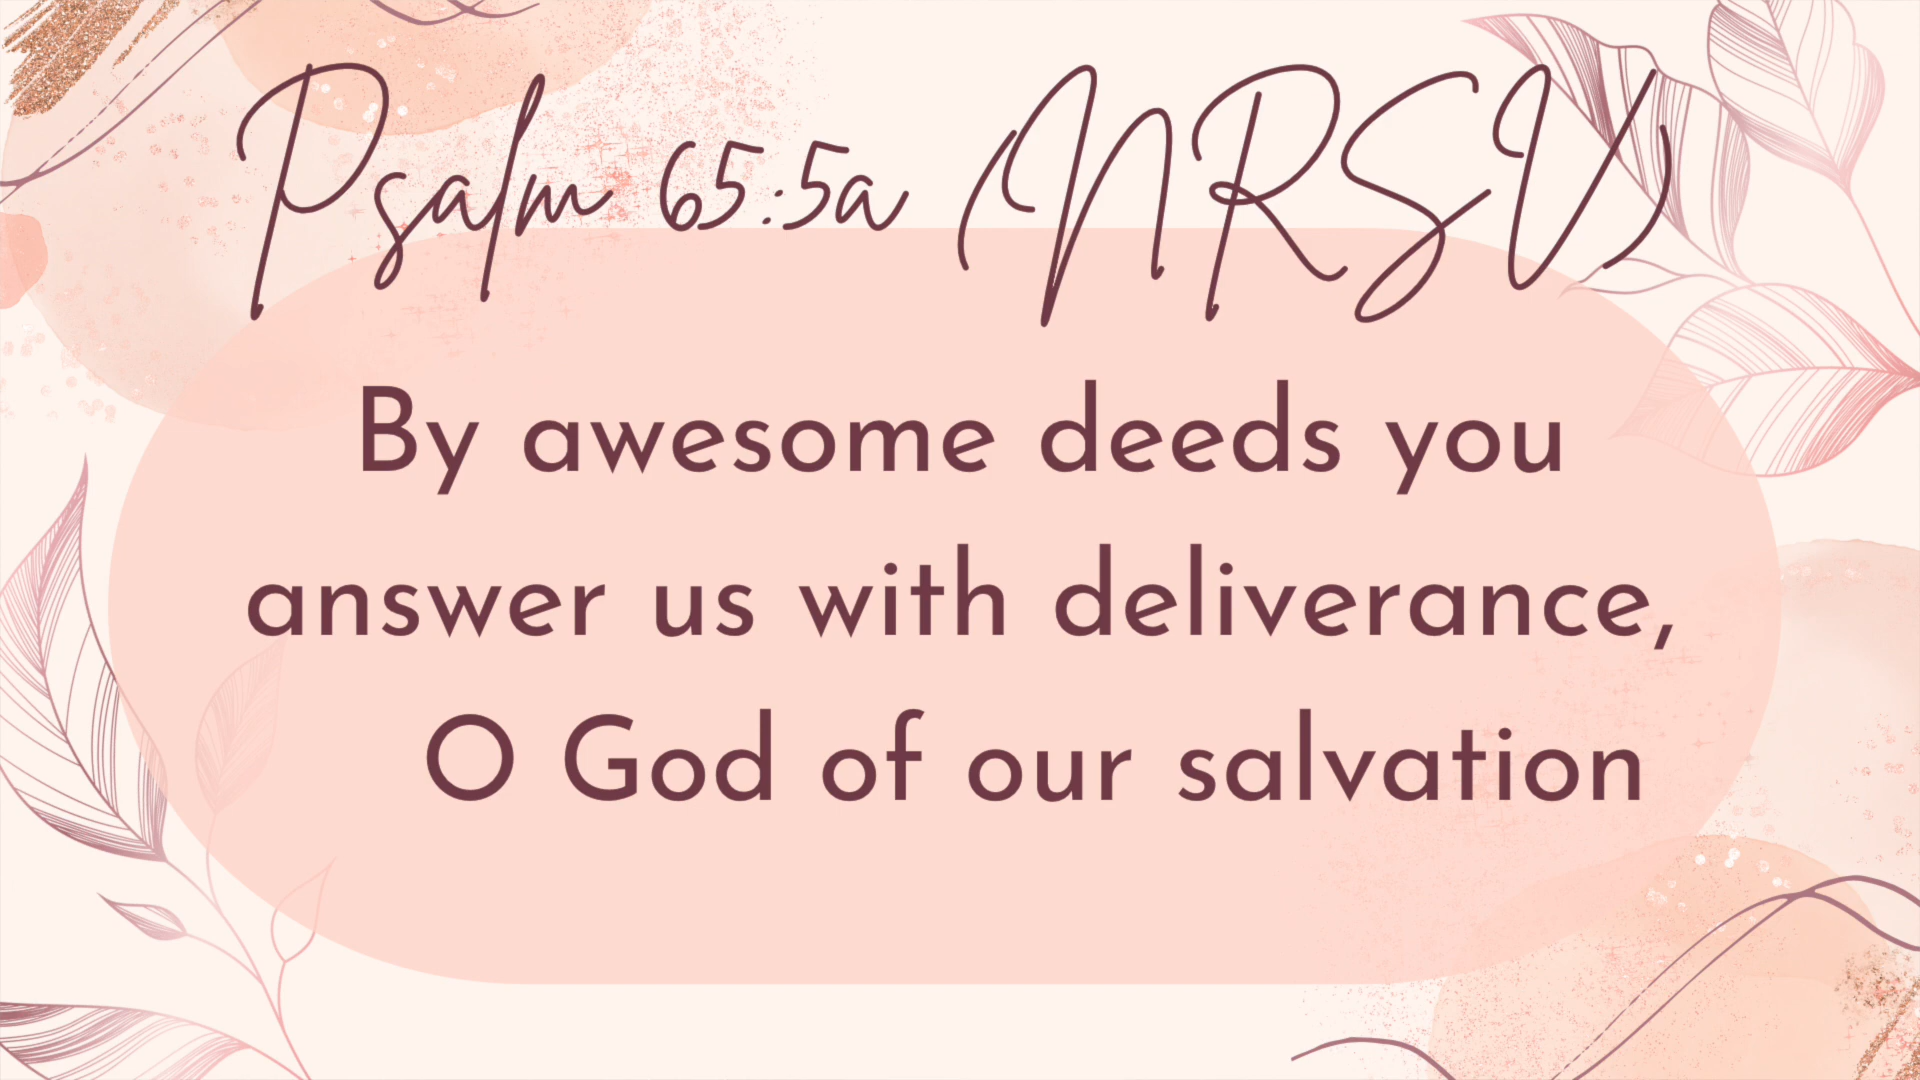 Psalm 65:5a (NRSV)
By awesome deeds you
answer us with deliverance,
O God of our salvation